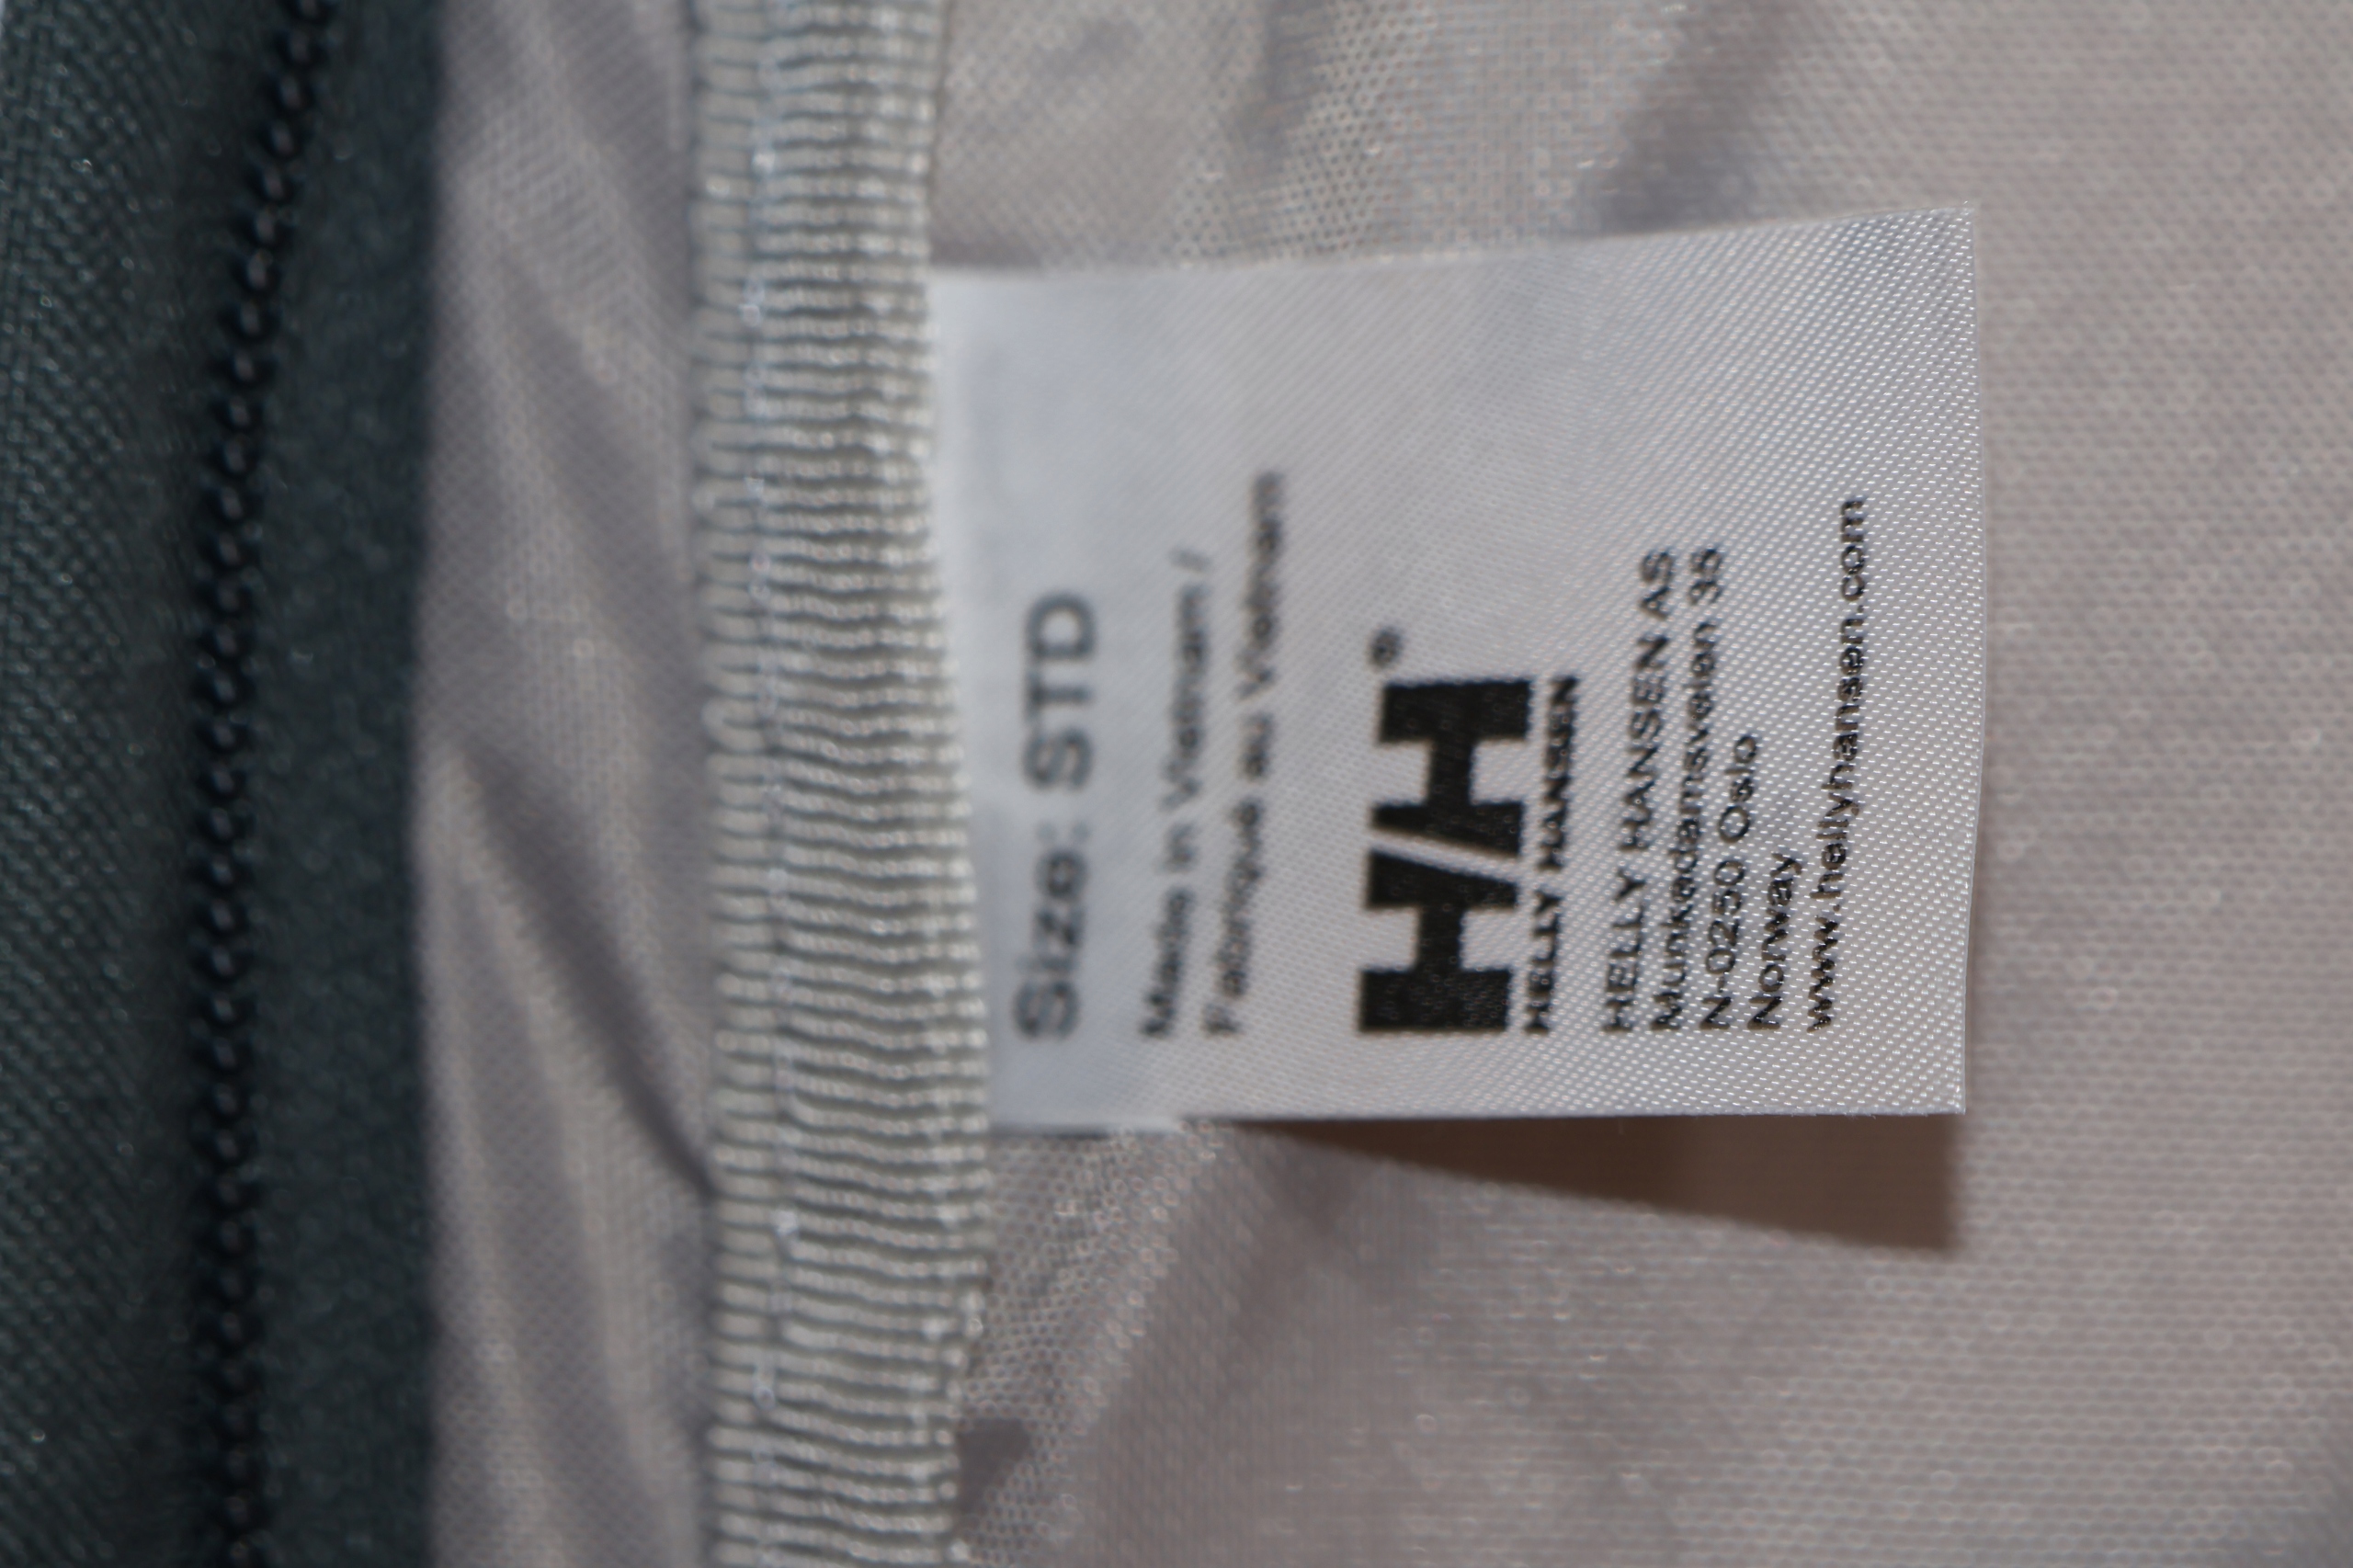 Size: STD
Made in Vietnam /
Fabriqué au Vietnam
HH®
HELLY HANSEN
HELLY HANSEN AS
Munkedamsveien 35
N-0250 Oslo
Norway
www.hellyhansen.com